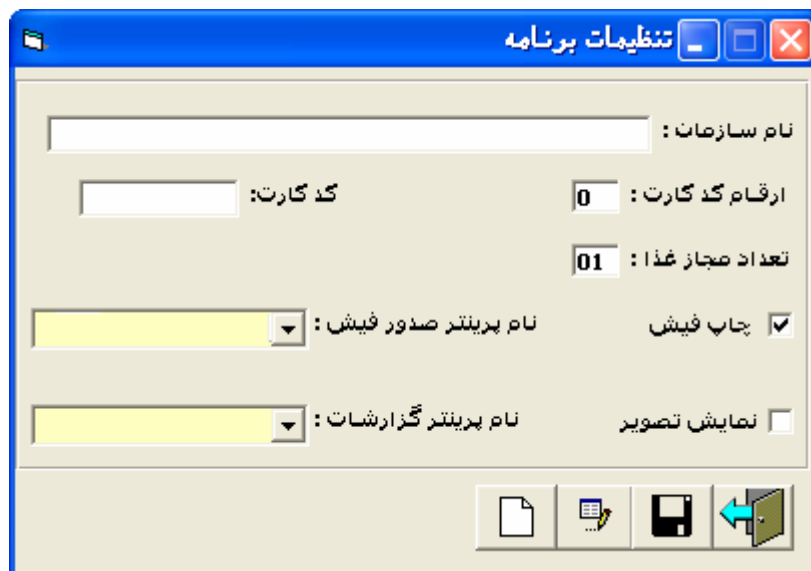 تنظیمات برنامه
نام سازمان :
ارقام کد کارت : 0 کد کارت:
تعداد مجاز غذا : 01
چاپ فیش نام پرینتر صدور فیش :
نمایش تصویر نام پرینتر گزارشات :